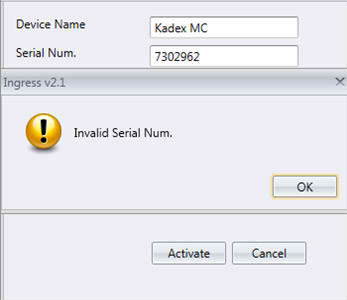 Device Name Kadex MC
Serial Num. 7302962
Ingress v2.1
Invalid Serial Num.
OK
Activate Cancel